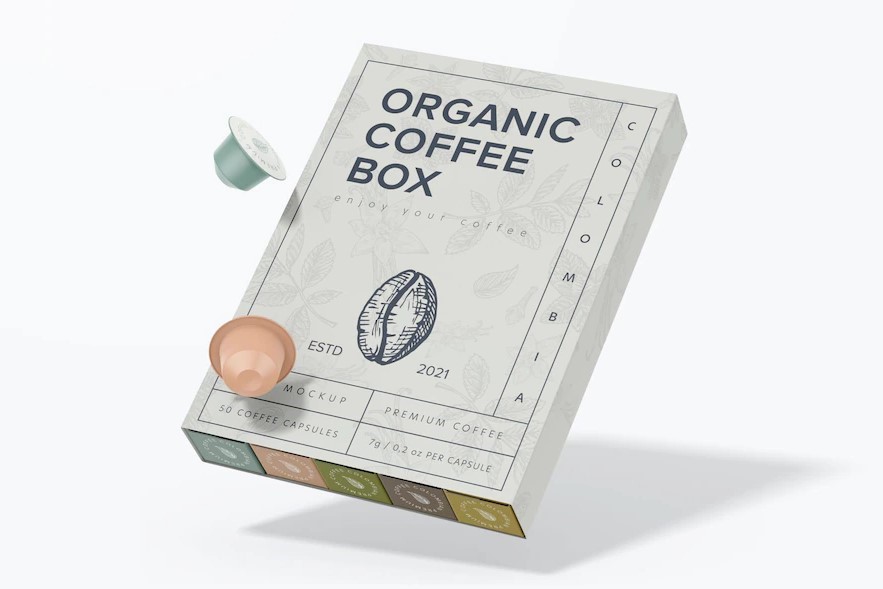 ORGANIC
COFFEE
BOX
enjoy your coffee
COLOMBIA
ESTD
2021
MOCKUP
PREMIUM COFFEE
50 COFFEE CAPSULES
7g / 0,2 oz PER CAPSULE